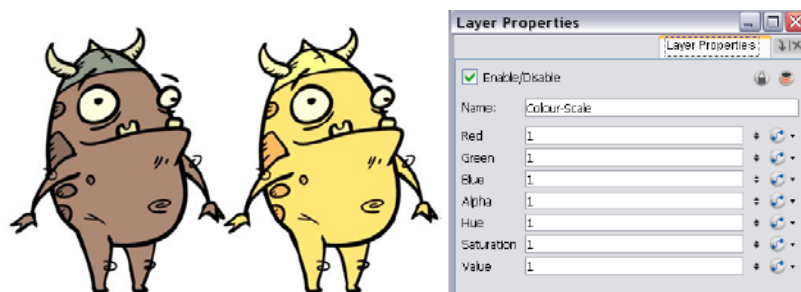 Layer Properties
Layer Properties
Enable/Disable
Name: Colour-Scale
Red 1
Green 1
Blue 1
Alpha 1
Hue 1
Saturation 1
Value 1